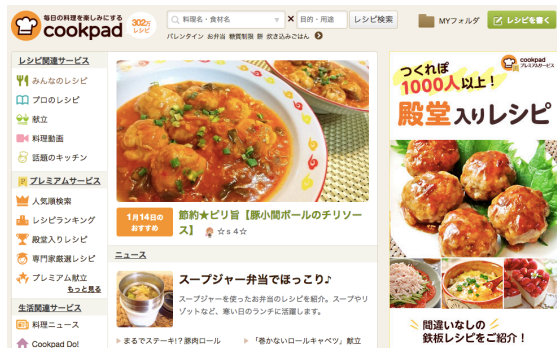 毎日の料理を楽しみにする
cookpad
302万
レシピ
料理名・食材名
×
目的・用途
レシピ検索
MYフォルダ
レシピを書く
バレンタイン お弁当 糖質制限 餅 炊き込みごはん
レシピ関連サービス
みんなのレシピ
プロのレシピ
献立
料理動画
話題のキッチン
プレミアムサービス
人気順検索
レシピランキング
殿堂入りレシピ
専門家厳選レシピ
プレミアム献立
もっと見る
生活関連サービス
料理ニュース
Cookpad Do!
1月14日の
おすすめ
節約★ピリ旨【豚小間ボールのチリソー
ス】
☆s4☆
ニュース
スープジャー弁当でほっこり♪
スープジャーを使ったお弁当のレシピを紹介。スープやリ
ゾットなど、寒い日のランチに活躍します。
まるでステーキ!?豚肉ロール
「巻かないロールキャベツ」献立
cookpad
プレミアムサービス
つくれぽ
1000人以上!
殿堂入りレシピ
間違いなしの
鉄板レシピをご紹介!